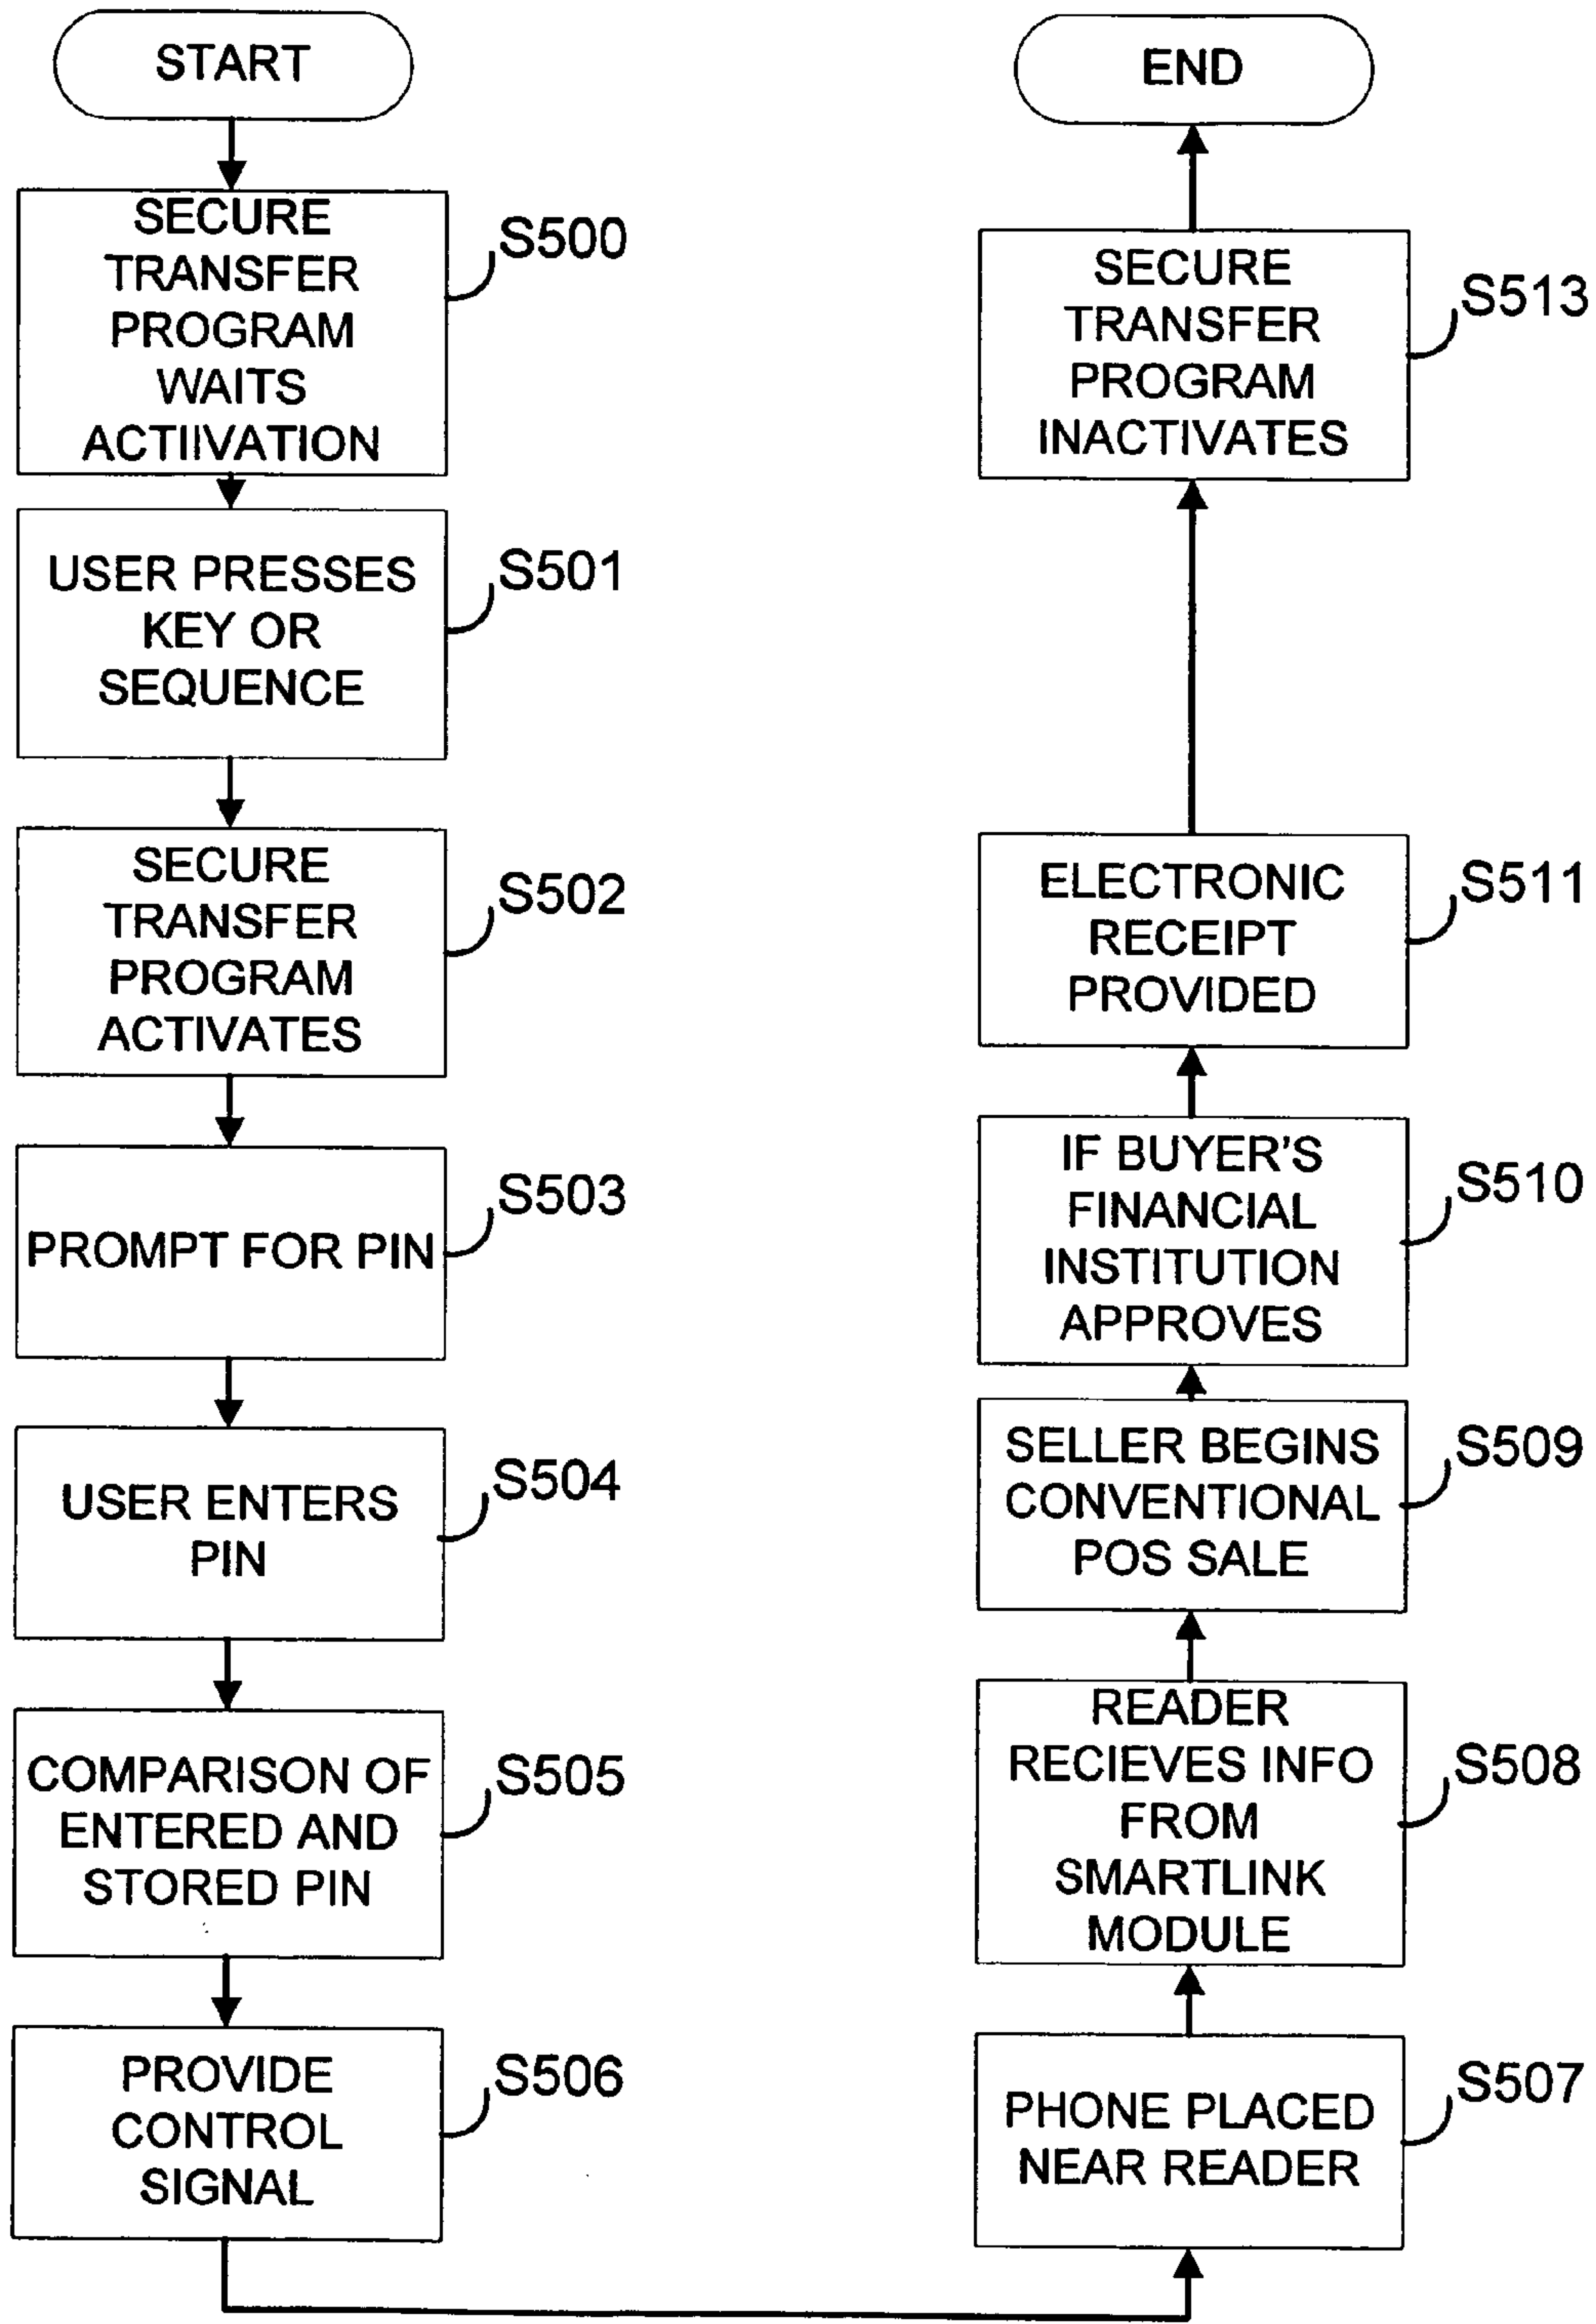 START
SECURE
TRANSFER
PROGRAM
WAITS
ACTIIVATION
S500
USER PRESSES
KEY OR
SEQUENCE
S501
SECURE
TRANSFER
PROGRAM
ACTIVATES
S502
PROMPT FOR PIN
S503
USER ENTERS
PIN
S504
COMPARISON OF
ENTERED AND
STORED PIN
S505
PROVIDE
CONTROL
SIGNAL
S506
PHONE PLACED
NEAR READER
S507
READER
RECIEVES INFO
FROM
SMARTLINK
MODULE
S508
SELLER BEGINS
CONVENTIONAL
POS SALE
S509
IF BUYER'S
FINANCIAL
INSTITUTION
APPROVES
S510
ELECTRONIC
RECEIPT
PROVIDED
S511
SECURE
TRANSFER
PROGRAM
INACTIVATES
S513
END